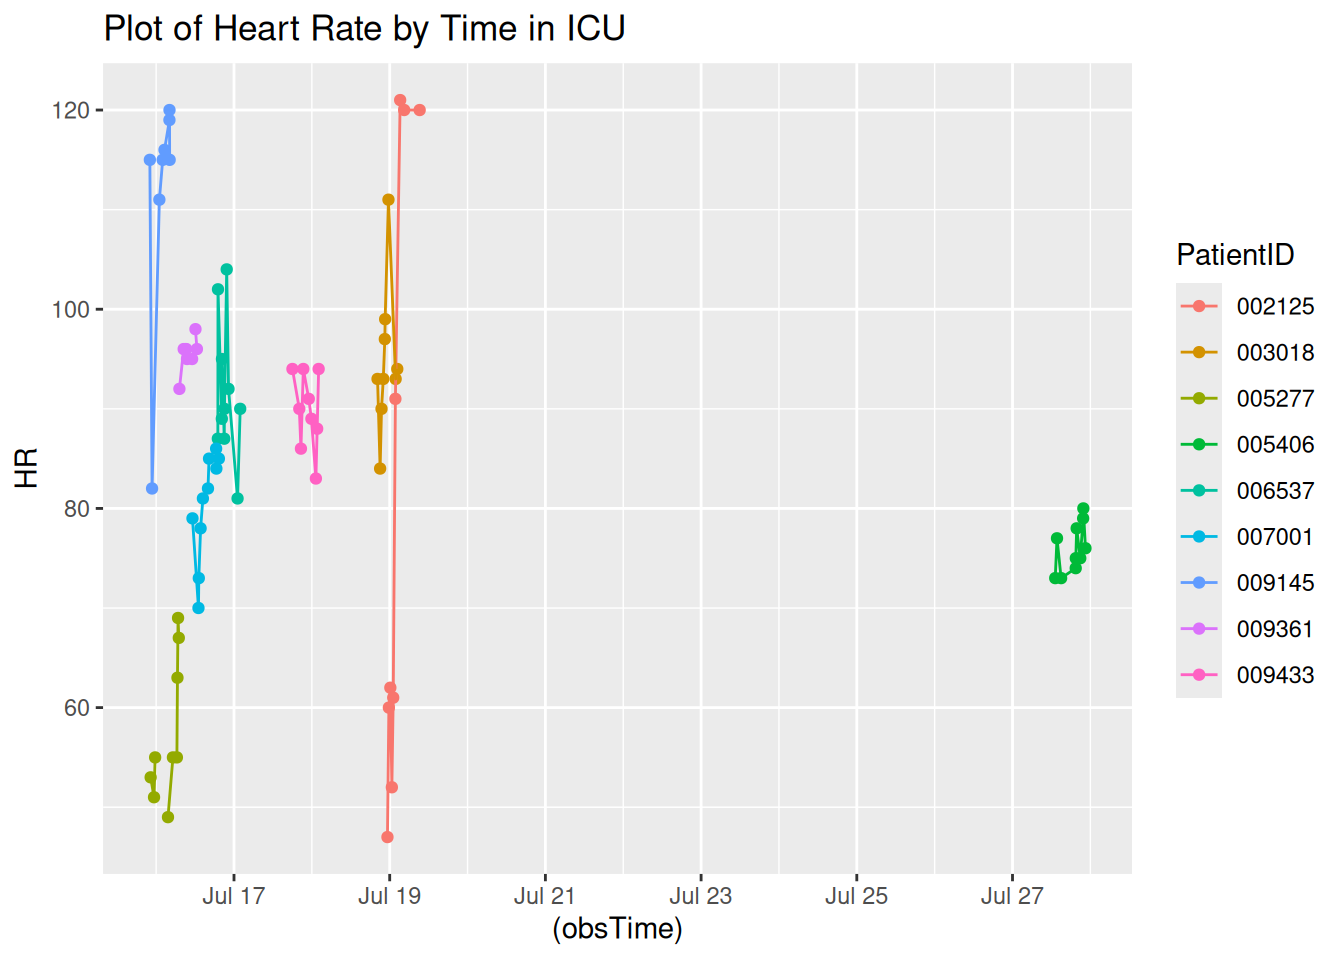 Plot of Heart Rate by Time in ICU
120
100
80
60
HR
Jul 17
Jul 19
Jul 21
Jul 23
Jul 25
Jul 27
(obsTime)
PatientID
002125
003018
005277
005406
006537
007001
009145
009361
009433